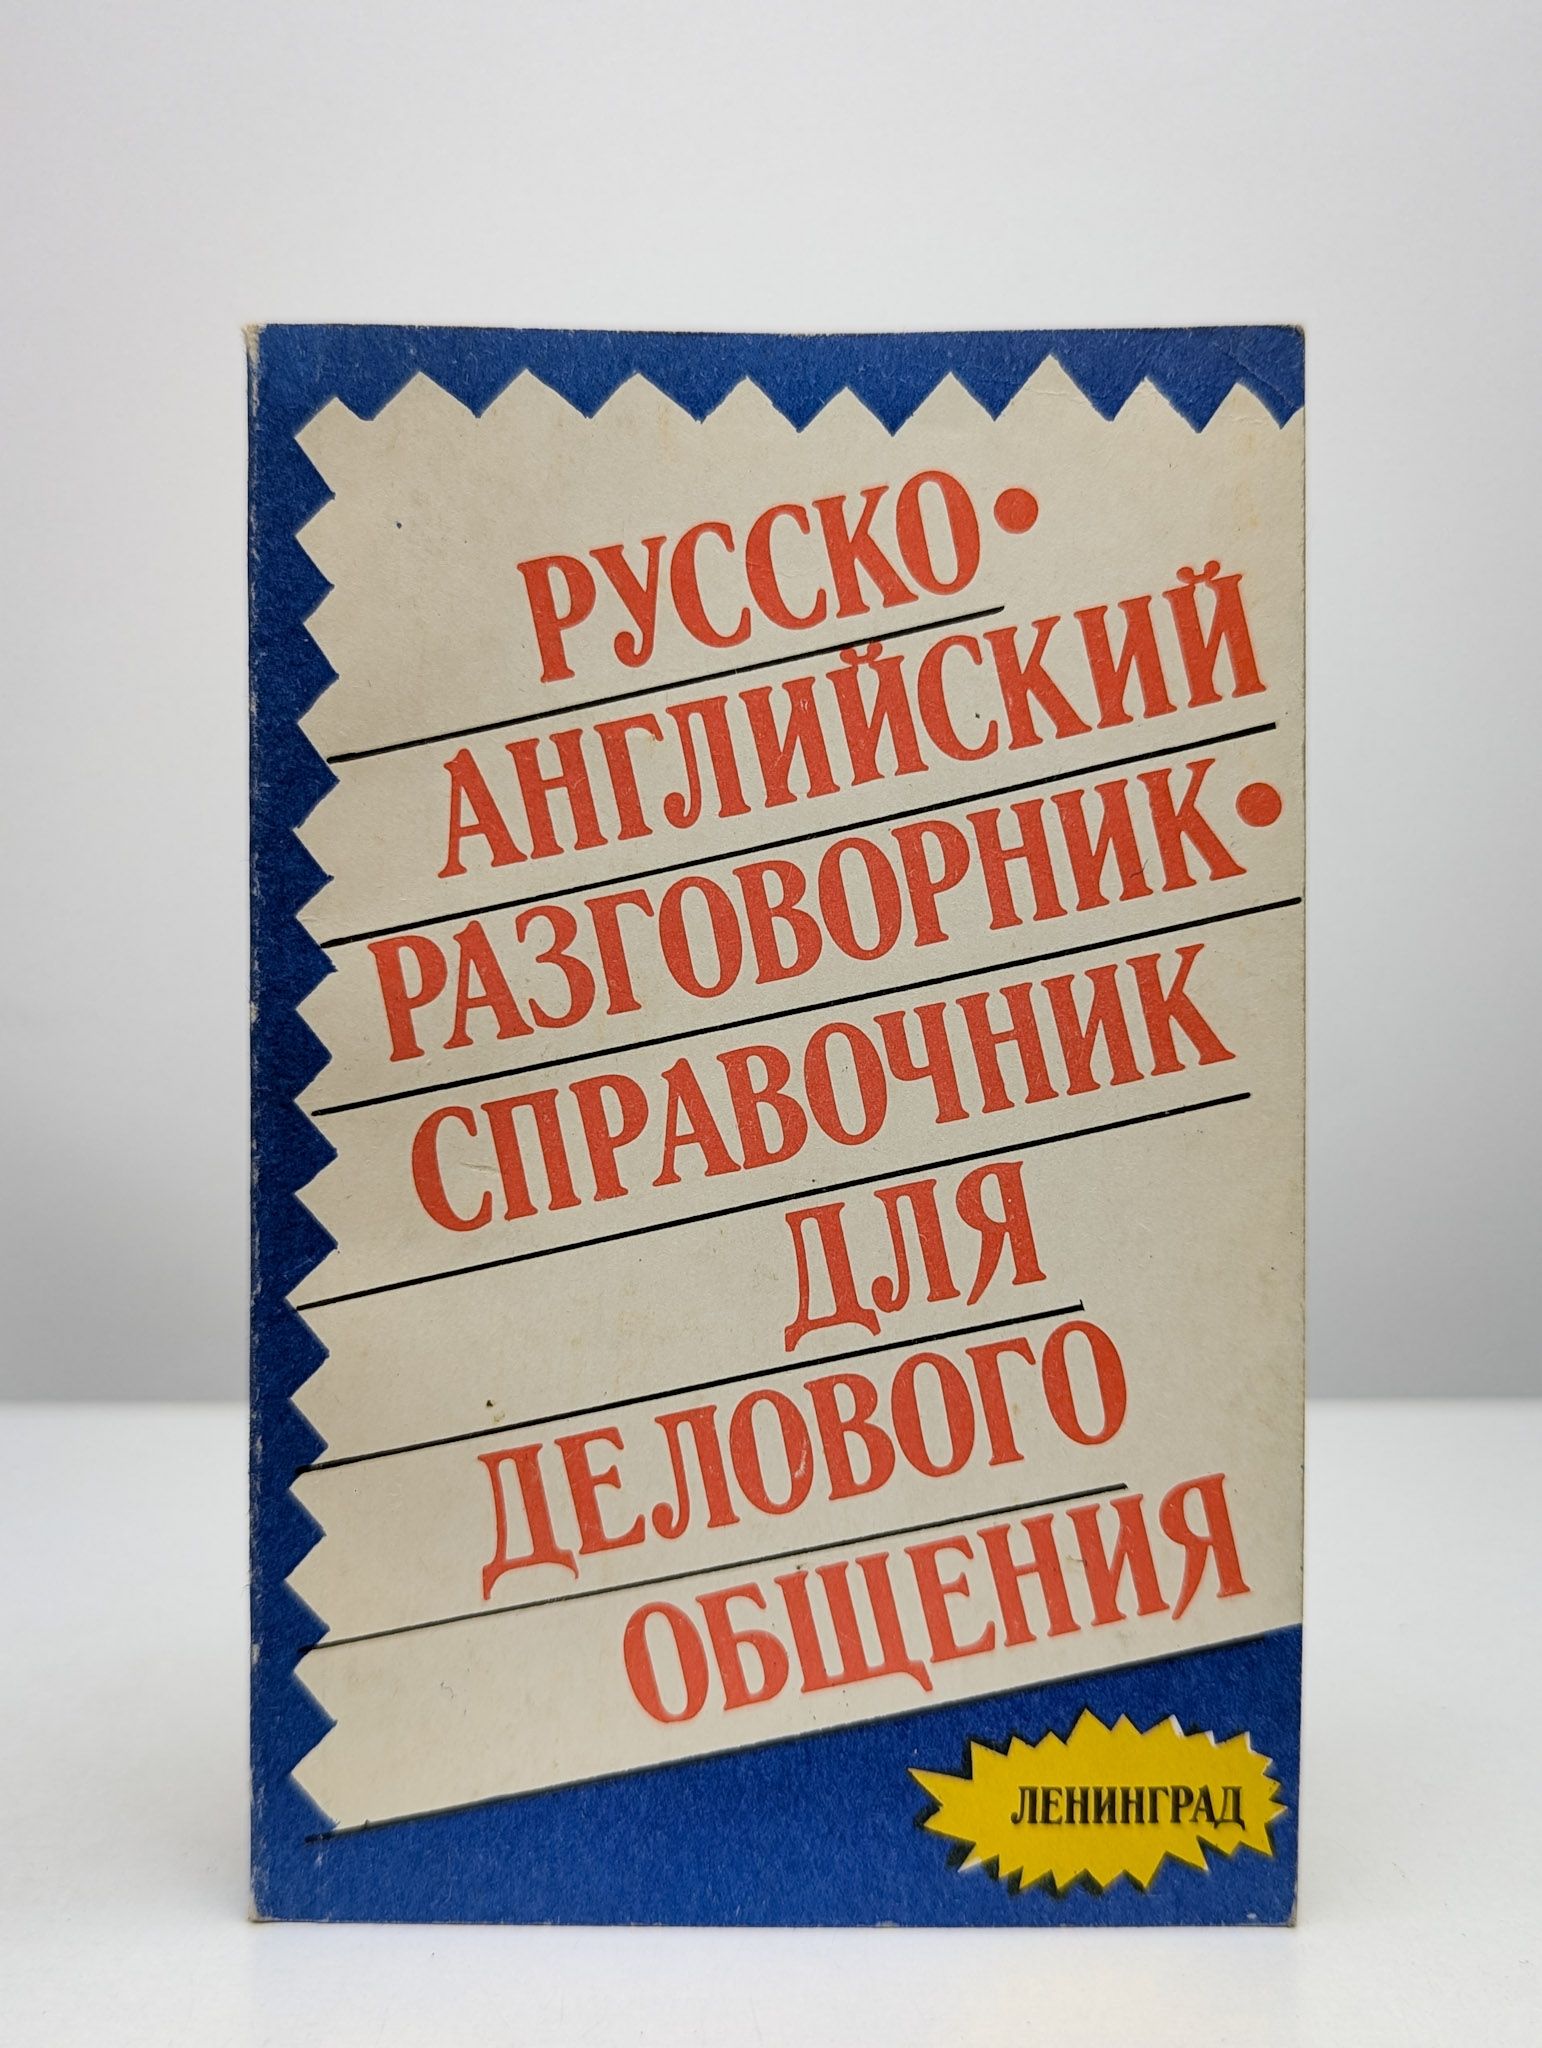 РУССКО•
АНГЛИЙСКИЙ
РАЗГОВОРНИК•
СПРАВОЧНИК
ДЛЯ
ДЕЛОВОГО
ОБЩЕНИЯ
ЛЕНИНГРАД